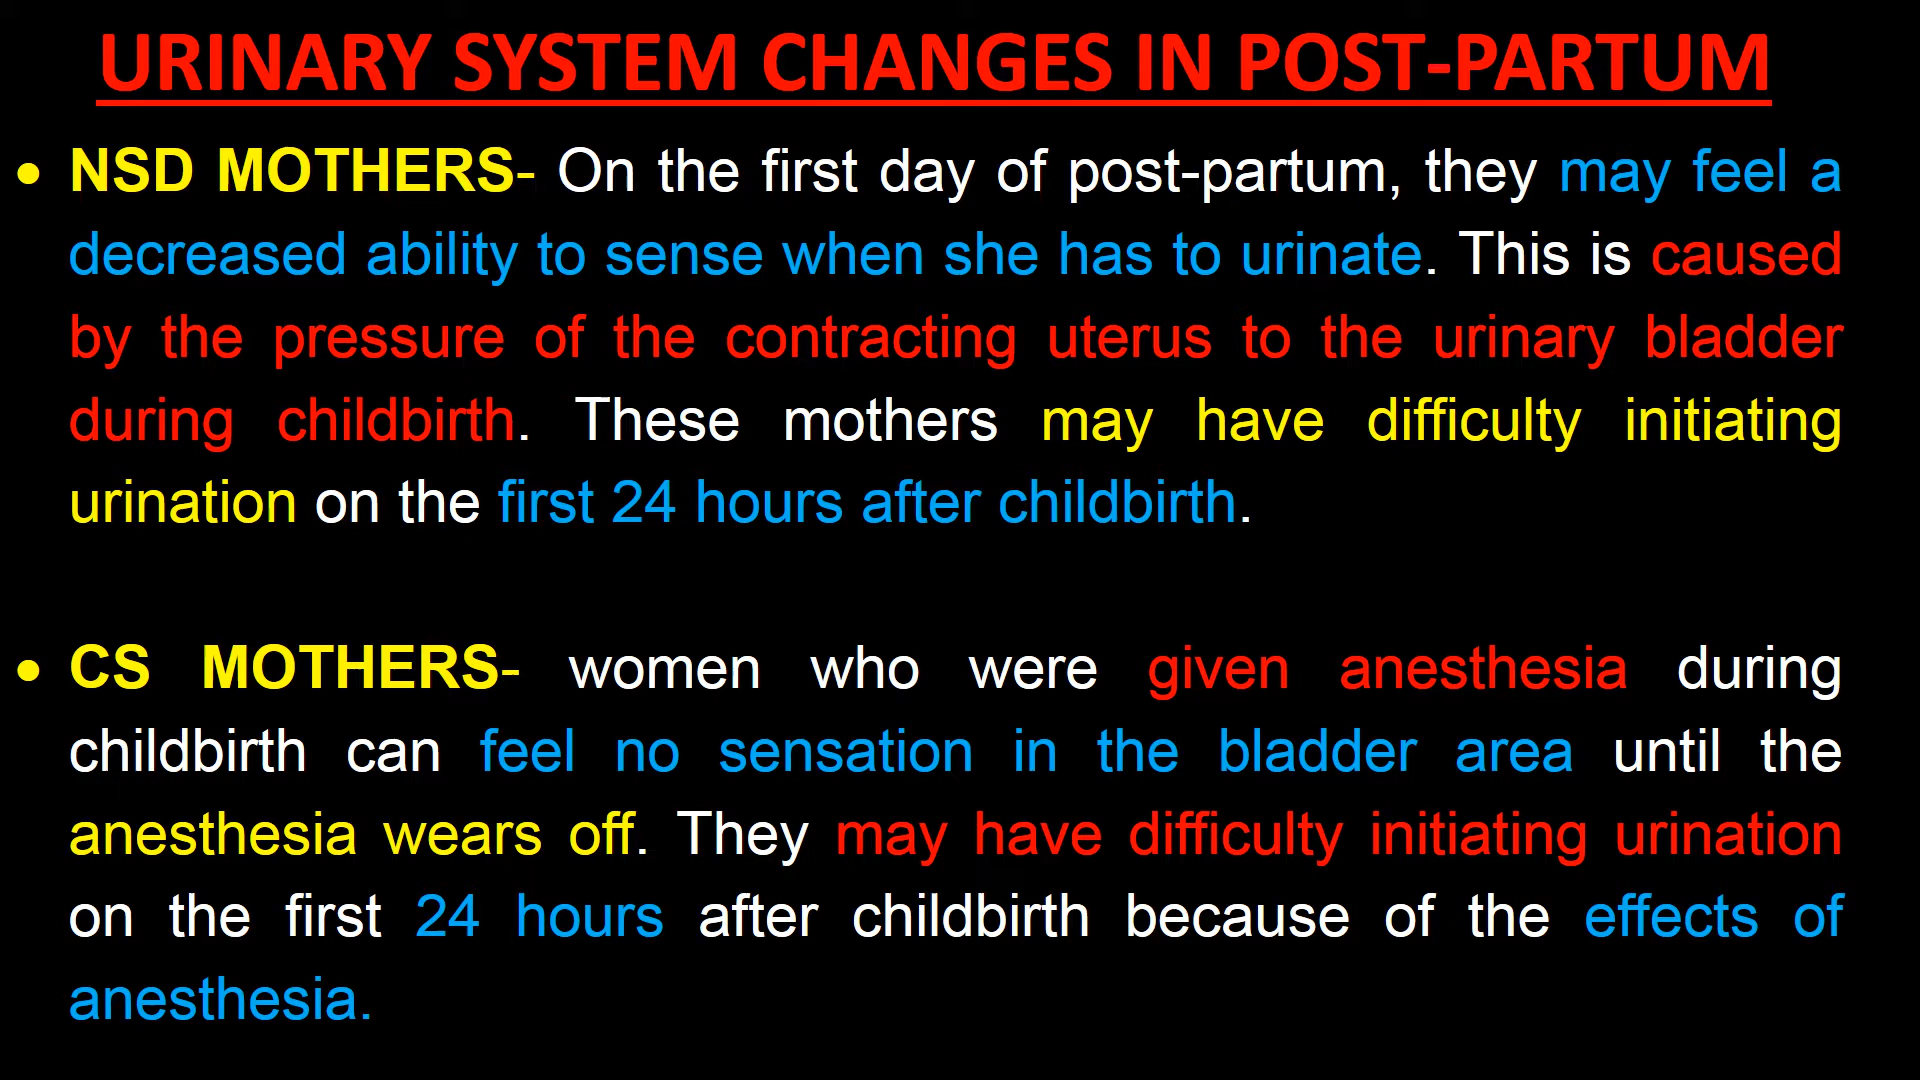 URINARY SYSTEM CHANGES IN POST-PARTUM
• NSD MOTHERS- On the first day of post-partum, they may feel a
decreased ability to sense when she has to urinate. This is caused
by the pressure of the contracting uterus to the urinary bladder
during childbirth. These mothers may have difficulty initiating
urination on the first 24 hours after childbirth.
• CS MOTHERS- women who were given anesthesia during
childbirth can feel no sensation in the bladder area until the
anesthesia wears off. They may have difficulty initiating urination
on the first 24 hours after childbirth because of the effects of
anesthesia.